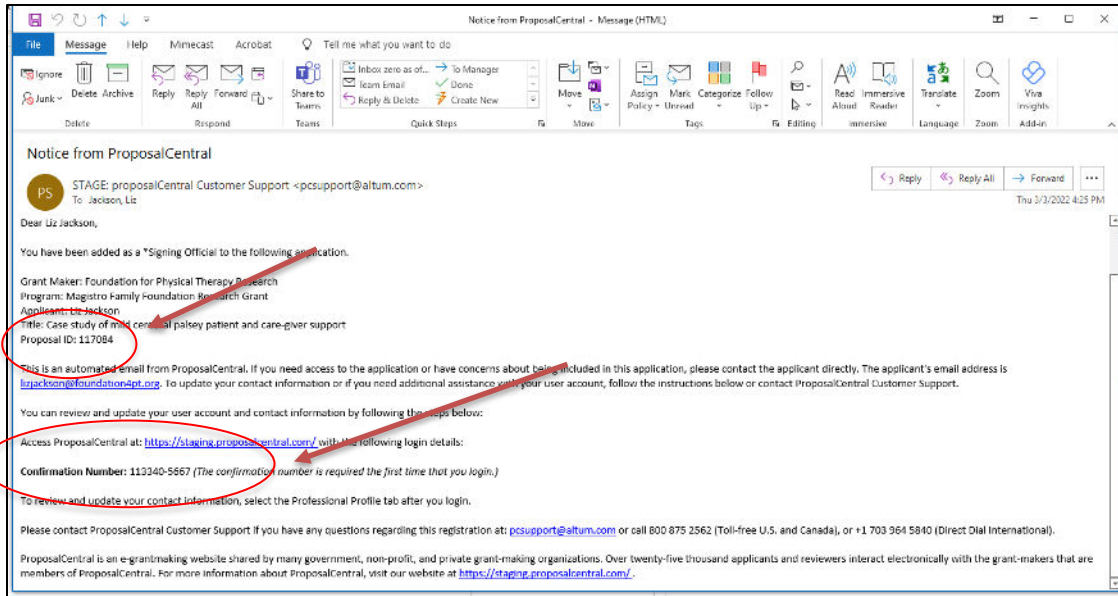 Notice from ProposalCentral - Message (HTML)
File Message Help Mimecast Acrobat Tell me what you want to do
Ignore
Junk
Delete Archive
Reply Reply All Forward
Share to Teams
Inbox zero as of...
Team Email
Reply & Delete
To Manager
Done
Create New
Move
Assign Policy
Mark Unread
Categorize
Follow Up
Editing
Read Aloud
Immersive Reader
Translate
Zoom
Viva Insights
Delete Respond Teams Quick Steps Move Tags Editing Immersive Language Zoom Add-in
Notice from ProposalCentral
PS
STAGE: proposalCentral Customer Support <pcsupport@altum.com>
To Jackson, Liz
Reply Reply All Forward
Thu 3/3/2022 4:25 PM
Dear Liz Jackson,
You have been added as a *Signing Official to the following application.
Grant Maker: Foundation for Physical Therapy Research
Program: Magistro Family Foundation Research Grant
Applicant: Liz Jackson
Title: Case study of mild cerebral palsey patient and care-giver support
Proposal ID: 117084
This is an automated email from ProposalCentral. If you need access to the application or have concerns about being included in this application, please contact the applicant directly. The applicant's email address is
lizjackson@foundation4pt.org. To update your contact information or if you need additional assistance with your user account, follow the instructions below or contact ProposalCentral Customer Support.
You can review and update your user account and contact information by following the steps below:
Access ProposalCentral at: https://staging.proposalcentral.com/ with the following login details:
Confirmation Number: 113340-5667 (The confirmation number is required the first time that you login.)
To review and update your contact information, select the Professional Profile tab after you login.
Please contact ProposalCentral Customer Support if you have any questions regarding this registration at: pcsupport@altum.com or call 800 875 2562 (Toll-free U.S. and Canada), or +1 703 964 5840 (Direct Dial International).
ProposalCentral is an e-grantmaking website shared by many government, non-profit, and private grant-making organizations. Over twenty-five thousand applicants and reviewers interact electronically with the grant-makers that are
members of ProposalCentral. For more information about ProposalCentral, visit our website at https://staging.proposalcentral.com/ .